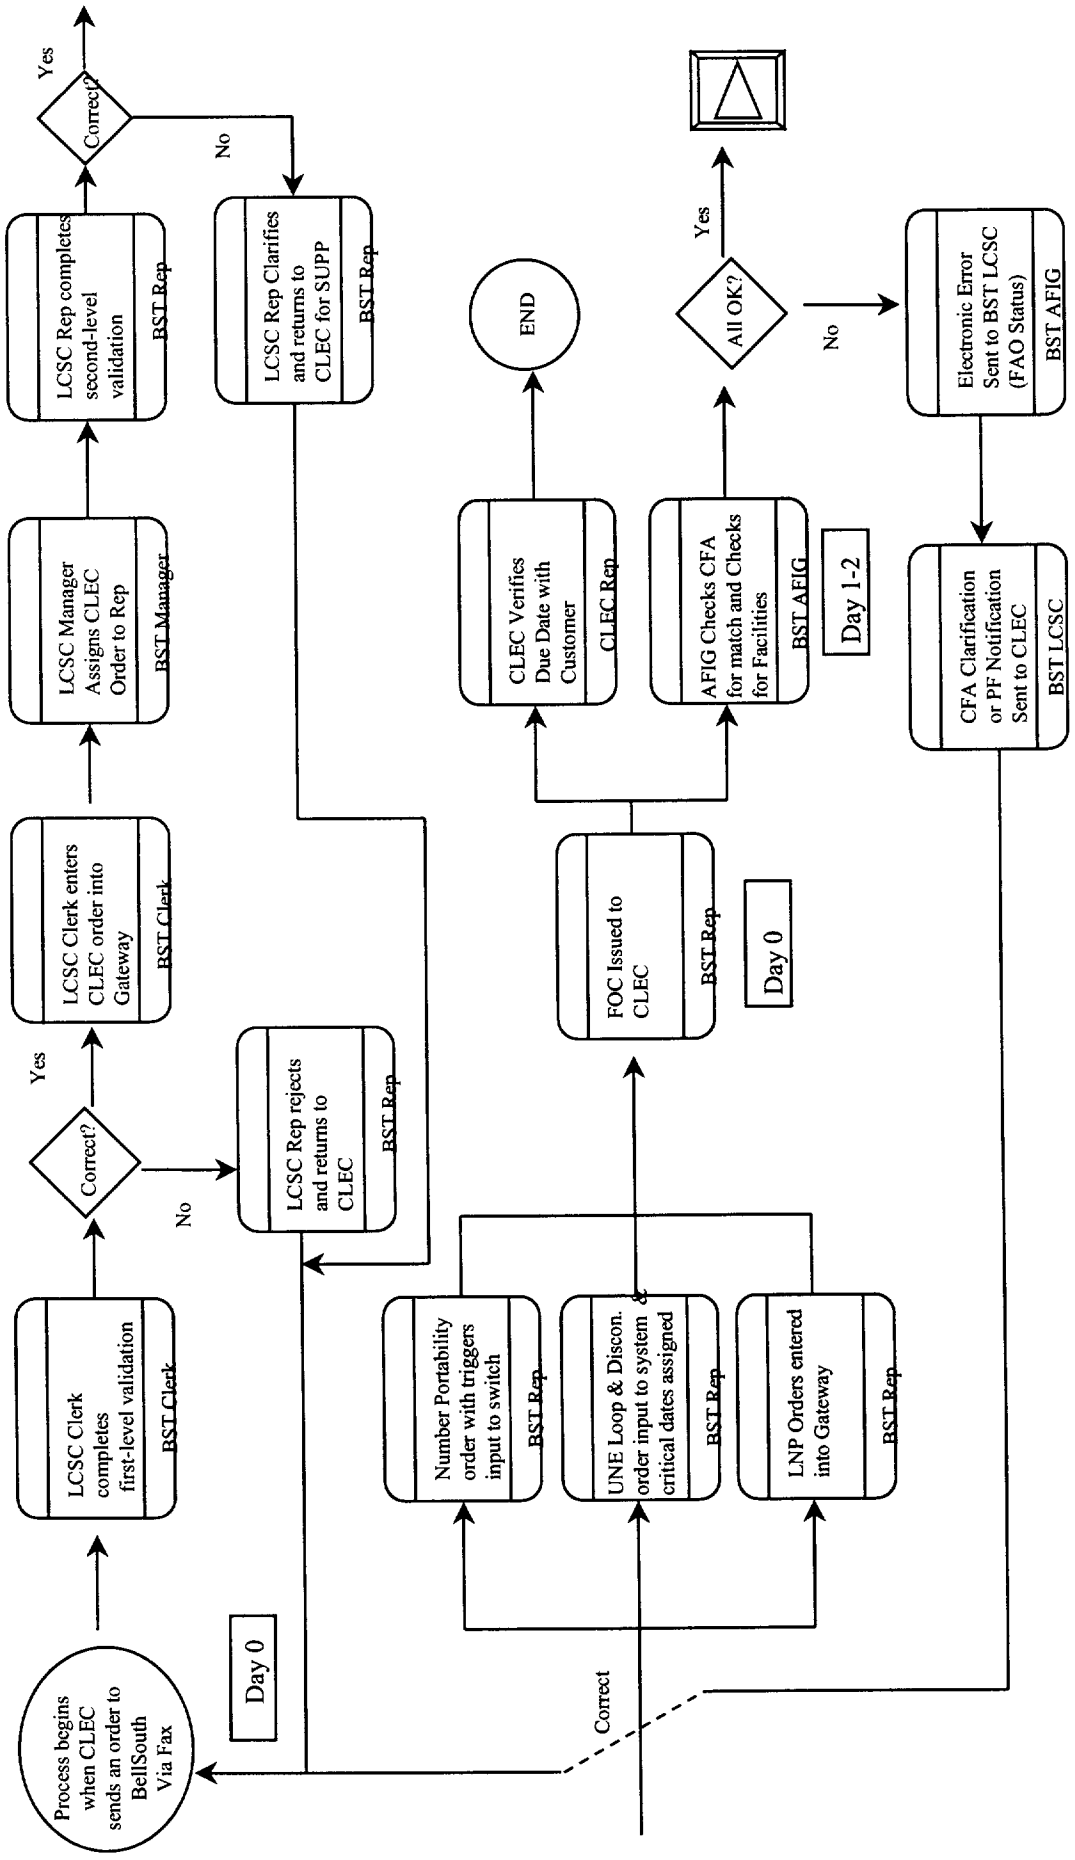 Process begins
when CLEC
sends an order to
BellSouth
Via Fax
LCSC Clerk
completes
first-level validation
BST Clerk
Correct?
Yes
No
LCSC Clerk enters
CLEC order into
Gateway
BST Clerk
LCSC Manager
Assigns CLEC
Order to Rep
BST Manager
LCSC Rep completes
second-level
validation
BST Rep
Correct?
Yes
No
Day 0
LCSC Rep rejects
and returns to
CLEC
BST Rep
LCSC Rep Clarifies
and returns to
CLEC for SUPP
BST Rep
Correct
Number Portability
order with triggers
input to switch
BST Rep
UNE Loop & Discon.
order input to system &
critical dates assigned
BST Rep
LNP Orders entered
into Gateway
BST Rep
FOC Issued to
CLEC
BST Rep
Day 0
CLEC Verifies
Due Date with
Customer
CLEC Rep
END
AFIG Checks CFA
for match and Checks
for Facilities
BST AFIG
Day 1-2
All OK?
Yes
No
Electronic Error
Sent to BST LCSC
(FAO Status)
BST AFIG
CFA Clarification
or PF Notification
Sent to CLEC
BST LCSC